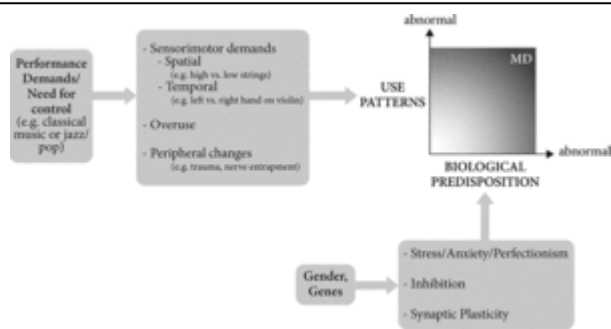 Performance
Demands/
Need for
control
(e.g. classical
music or jazz/
pop)
- Sensorimotor demands
- Spatial
(e.g. high vs. low strings)
- Temporal
(e.g. left vs. right hand on violin)
- Overuse
- Peripheral changes
(e.g. trauma, nerve entrapment)
abnormal
MD
USE
PATTERNS
abnormal
BIOLOGICAL
PREDISPOSITION
Gender,
Genes
- Stress/Anxiety/Perfectionism
- Inhibition
- Synaptic Plasticity